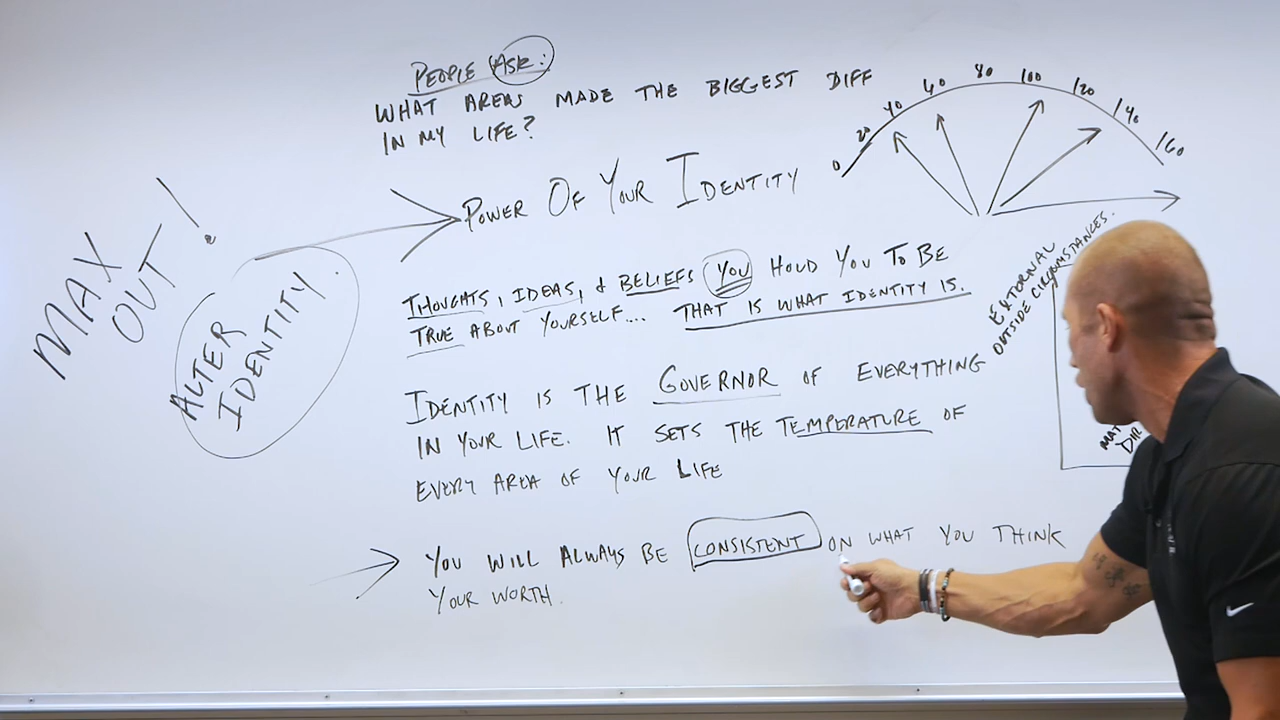 PEOPLE ASK:
WHAT AREAS MADE THE BIGGEST DIFF
IN MY LIFE?
0 20 40 60 80 100 120 140 160
POWER OF YOUR IDENTITY
MAX
OUT!
ALTER
IDENTITY.
THOUGHTS, IDEAS, & BELIEFS YOU HOLD YOU TO BE
TRUE ABOUT YOURSELF.... THAT IS WHAT IDENTITY IS.
EXTERNAL
OUTSIDE CIRCUMSTANCES.
IDENTITY IS THE GOVERNOR OF EVERYTHING
IN YOUR LIFE. IT SETS THE TEMPERATURE OF
EVERY AREA OF YOUR LIFE
YOU WILL ALWAYS BE CONSISTENT ON WHAT YOU THINK
YOUR WORTH.